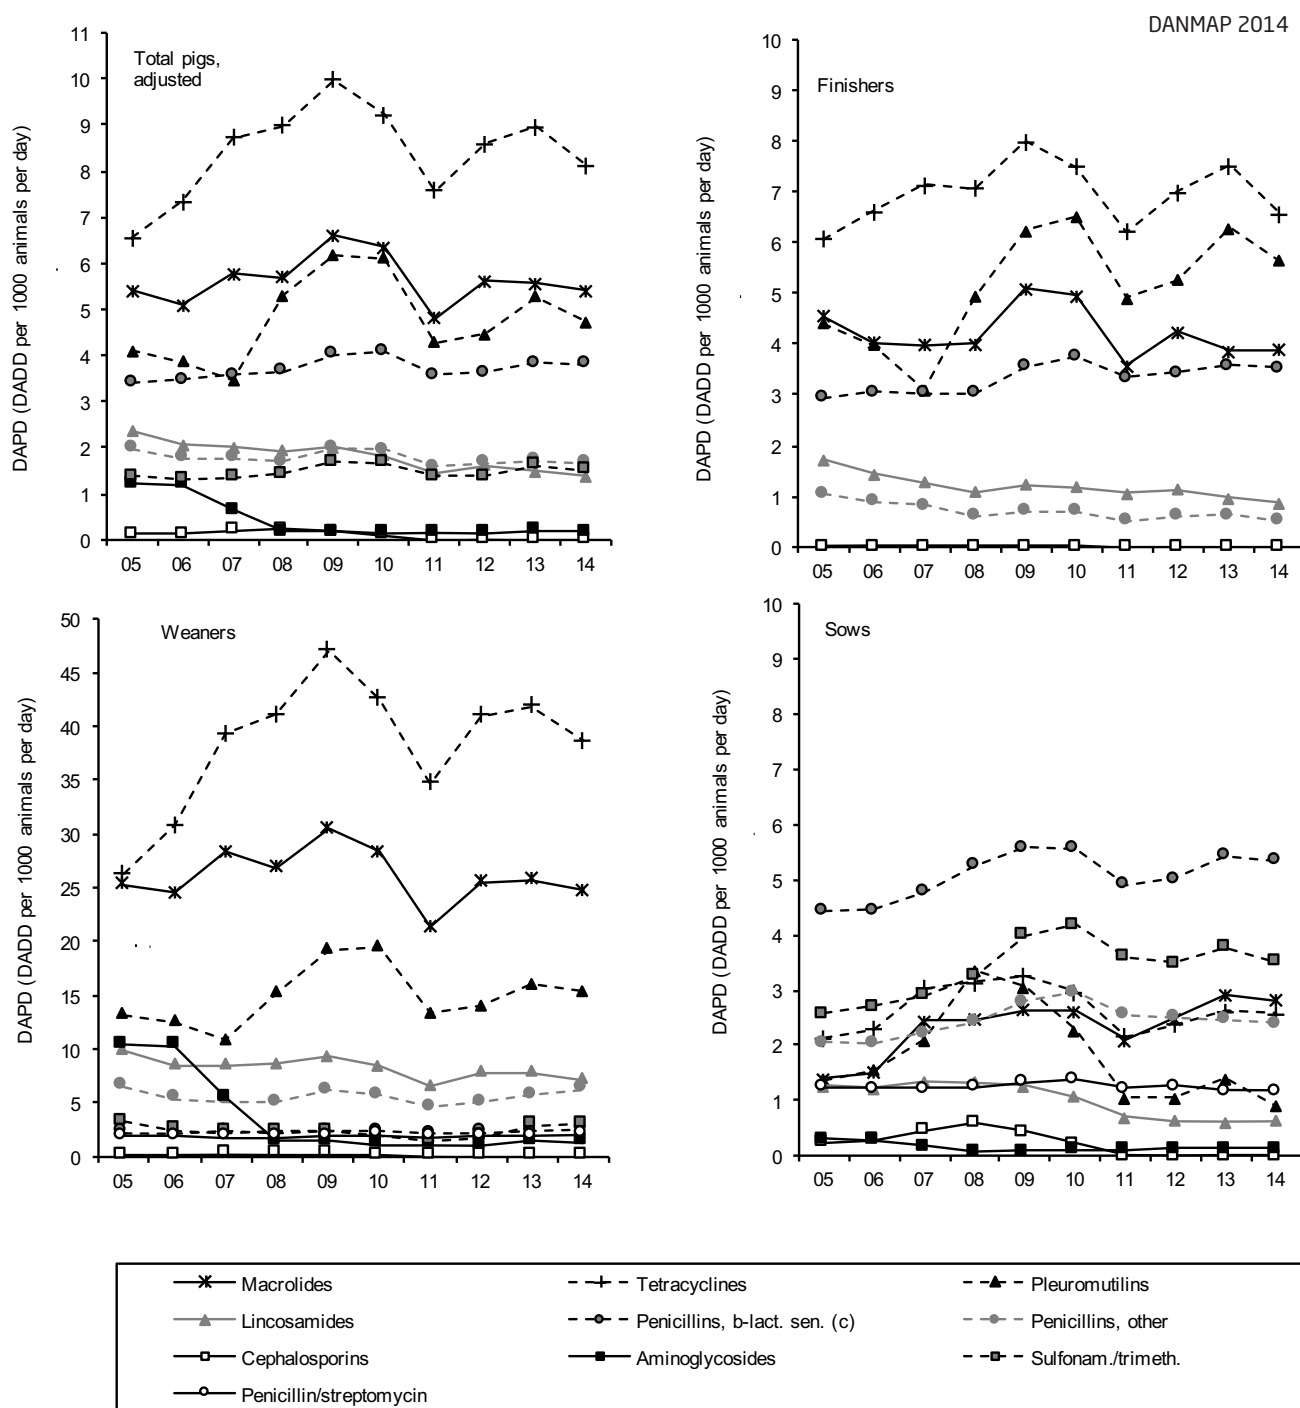 DANMAP 2014
Total pigs,
adjusted
DAPD (DADD per 1000 animals per day)
11
10
9
8
7
6
5
4
3
2
1
0
05 06 07 08 09 10 11 12 13 14
Finishers
DAPD (DADD per 1000 animals per day)
10
9
8
7
6
5
4
3
2
1
0
05 06 07 08 09 10 11 12 13 14
Weaners
DAPD (DADD per 1000 animals per day)
50
45
40
35
30
25
20
15
10
5
0
05 06 07 08 09 10 11 12 13 14
Sows
DAPD (DADD per 1000 animals per day)
10
9
8
7
6
5
4
3
2
1
0
05 06 07 08 09 10 11 12 13 14
Macrolides Tetracyclines Pleuromutilins
Lincosamides Penicillins, b-lact. sen. (c) Penicillins, other
Cephalosporins Aminoglycosides Sulfonam./trimeth.
Penicillin/streptomycin